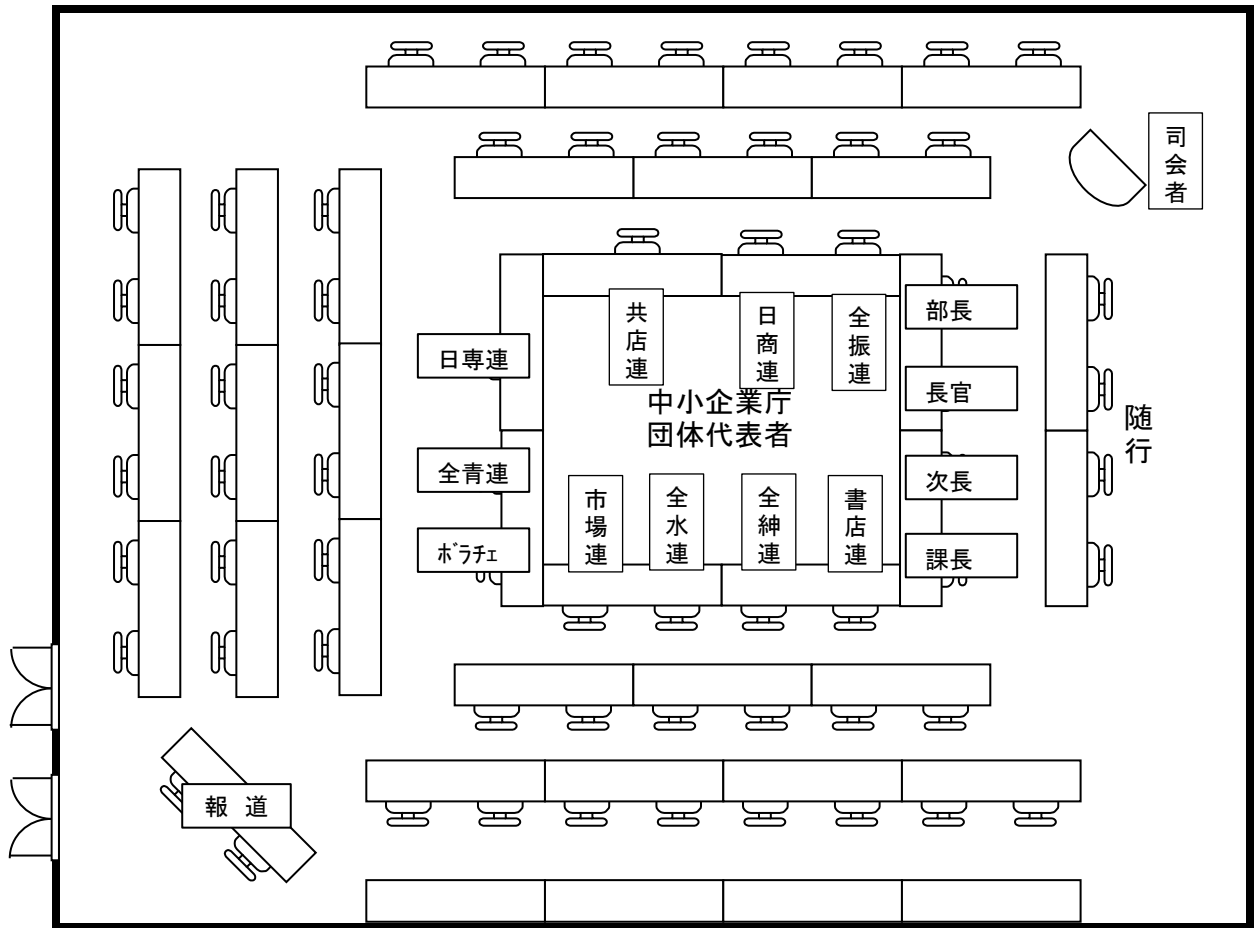 司会者
共店連
日商連
全振連
部長
日専連
長官
中小企業庁
団体代表者
随行
全青連
次長
市場連
全水連
全紳連
書店連
ﾎﾞﾗﾁｪ
課長
報 道